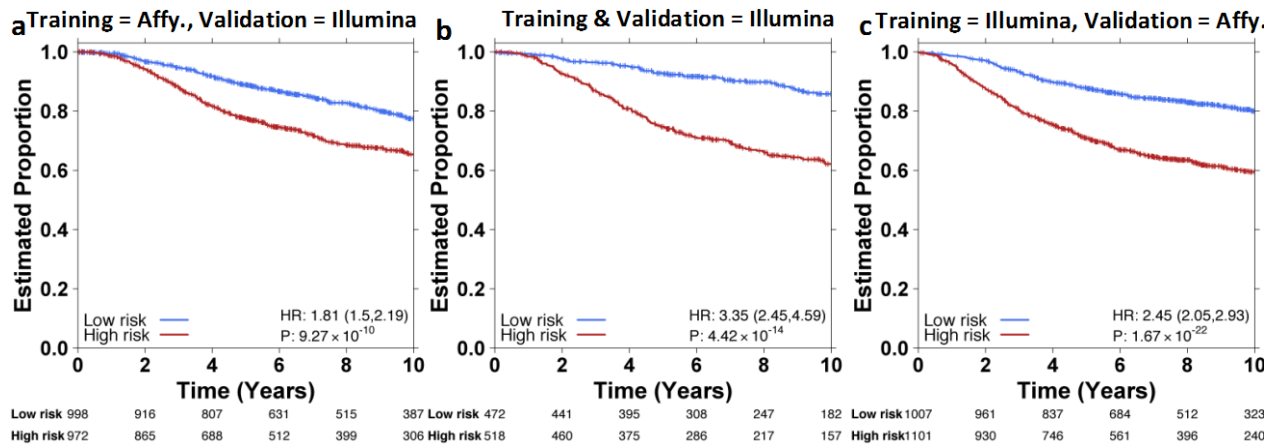 a Training = Affy., Validation = Illumina
1.0
0.8
0.6
0.4
0.2
0.0
Estimated Proportion
Low risk
High risk
HR: 1.81 (1.5,2.19)
P: 9.27 × 10⁻¹⁰
0 2 4 6 8 10
Time (Years)
Low risk 998 916 807 631 515 387
High risk 972 865 688 512 399 306
b Training & Validation = Illumina
1.0
0.8
0.6
0.4
0.2
0.0
Estimated Proportion
Low risk
High risk
HR: 3.35 (2.45,4.59)
P: 4.42 × 10⁻¹⁴
0 2 4 6 8 10
Time (Years)
Low risk 472 441 395 308 247 182
High risk 518 460 375 286 217 157
c Training = Illumina, Validation = Affy.
1.0
0.8
0.6
0.4
0.2
0.0
Estimated Proportion
Low risk
High risk
HR: 2.45 (2.05,2.93)
P: 1.67 × 10⁻²²
0 2 4 6 8 10
Time (Years)
Low risk 1007 961 837 684 512 323
High risk 1101 930 746 561 396 240